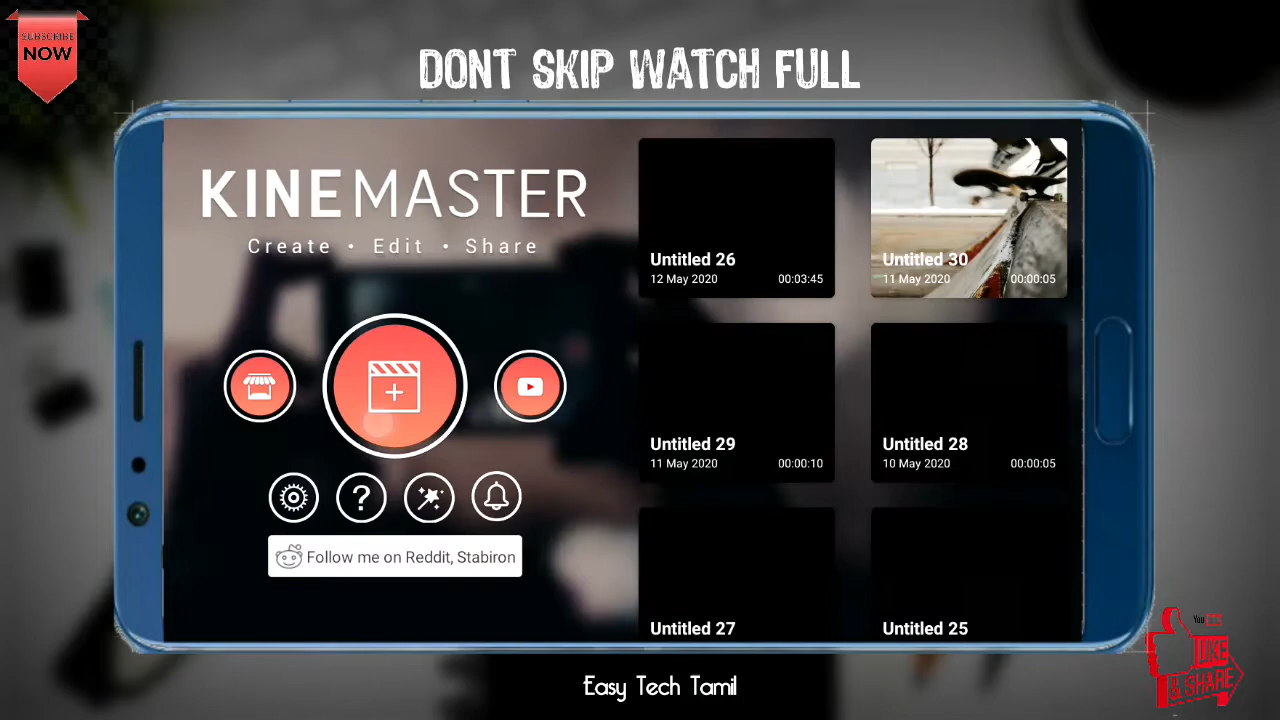 SUBSCRIBE
NOW
DONT SKIP WATCH FULL
KINEMASTER
Create • Edit • Share
Follow me on Reddit, Stabiron
Untitled 26
12 May 2020 00:03:45
Untitled 30
11 May 2020 00:00:05
Untitled 29
11 May 2020 00:00:10
Untitled 28
10 May 2020 00:00:05
Untitled 27
Untitled 25
Easy Tech Tamil
You
LIKE
& SHARE